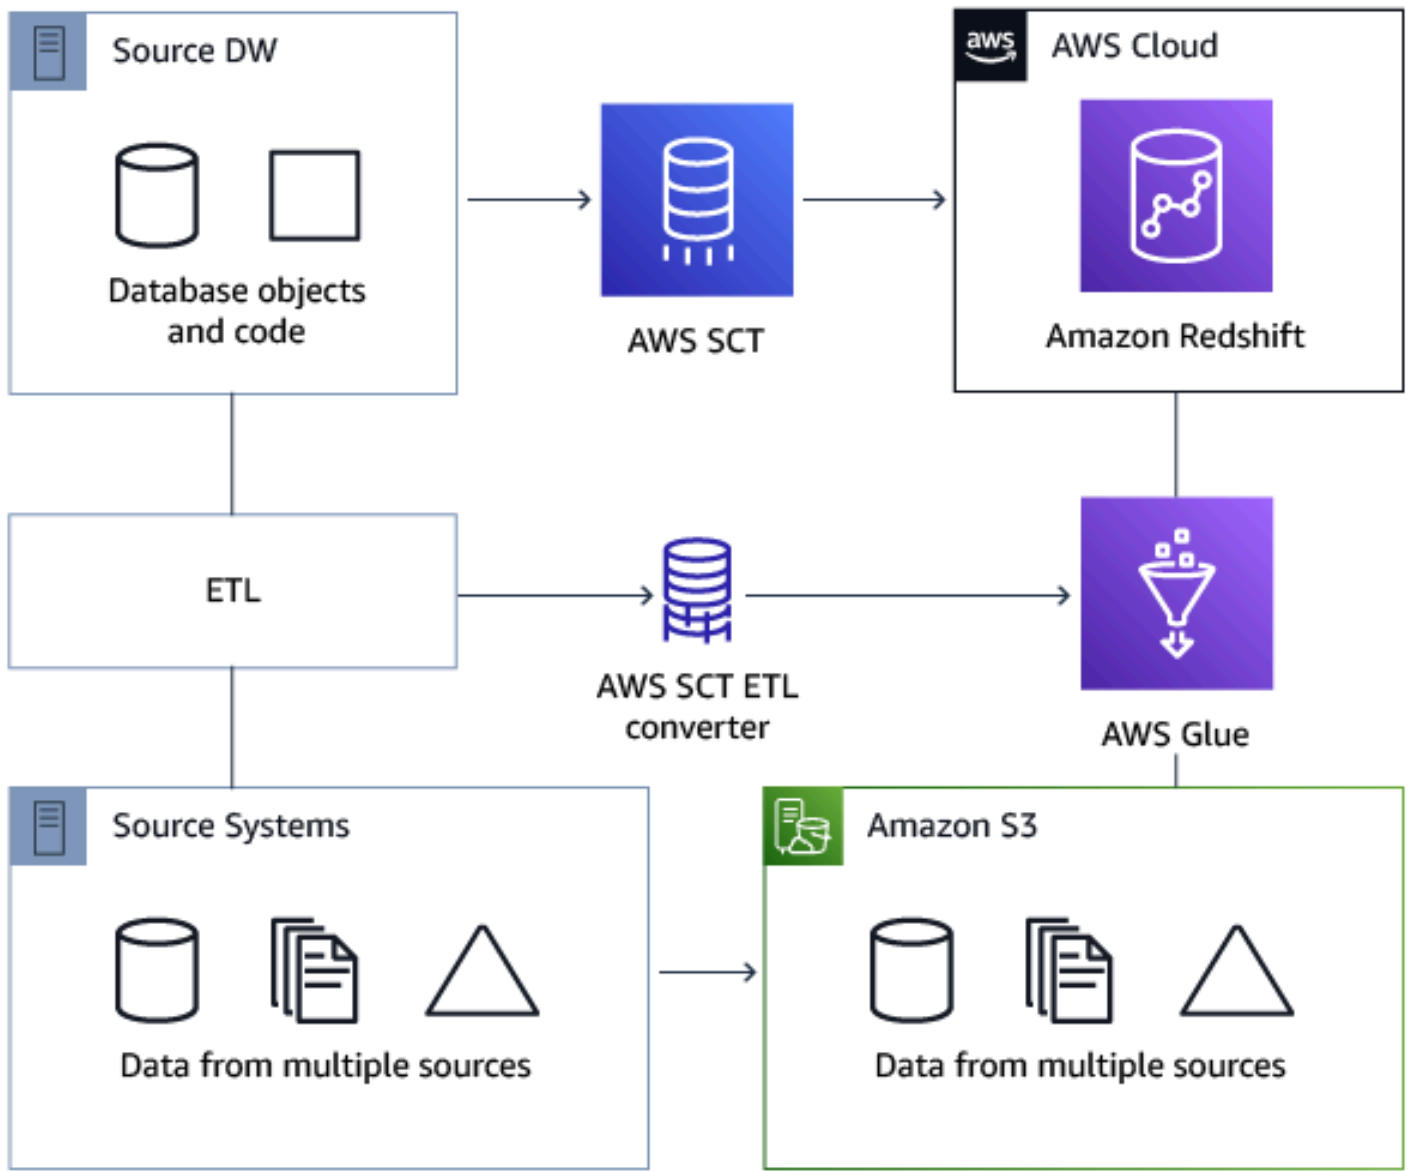 Source DW
aws
AWS Cloud
Database objects
and code
AWS SCT
Amazon Redshift
ETL
AWS SCT ETL
converter
AWS Glue
Source Systems
Amazon S3
Data from multiple sources
Data from multiple sources